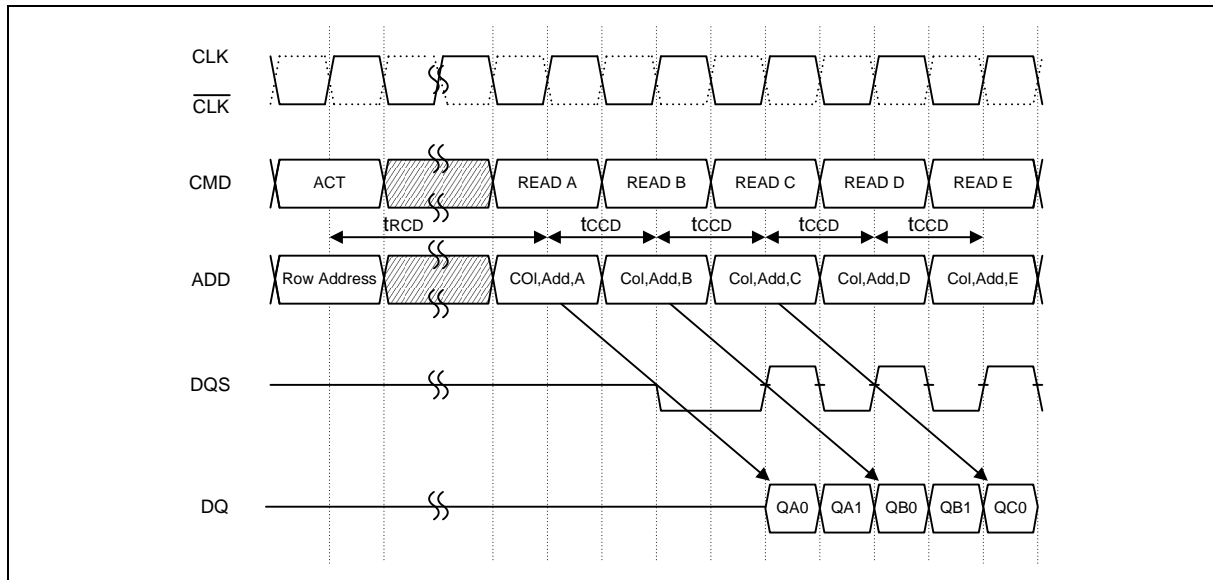 CLK
CLK
CMD ACT READ A READ B READ C READ D READ E
tRCD tCCD tCCD tCCD tCCD
ADD Row Address COl,Add,A Col,Add,B Col,Add,C Col,Add,D Col,Add,E
DQS
DQ QA0 QA1 QB0 QB1 QC0